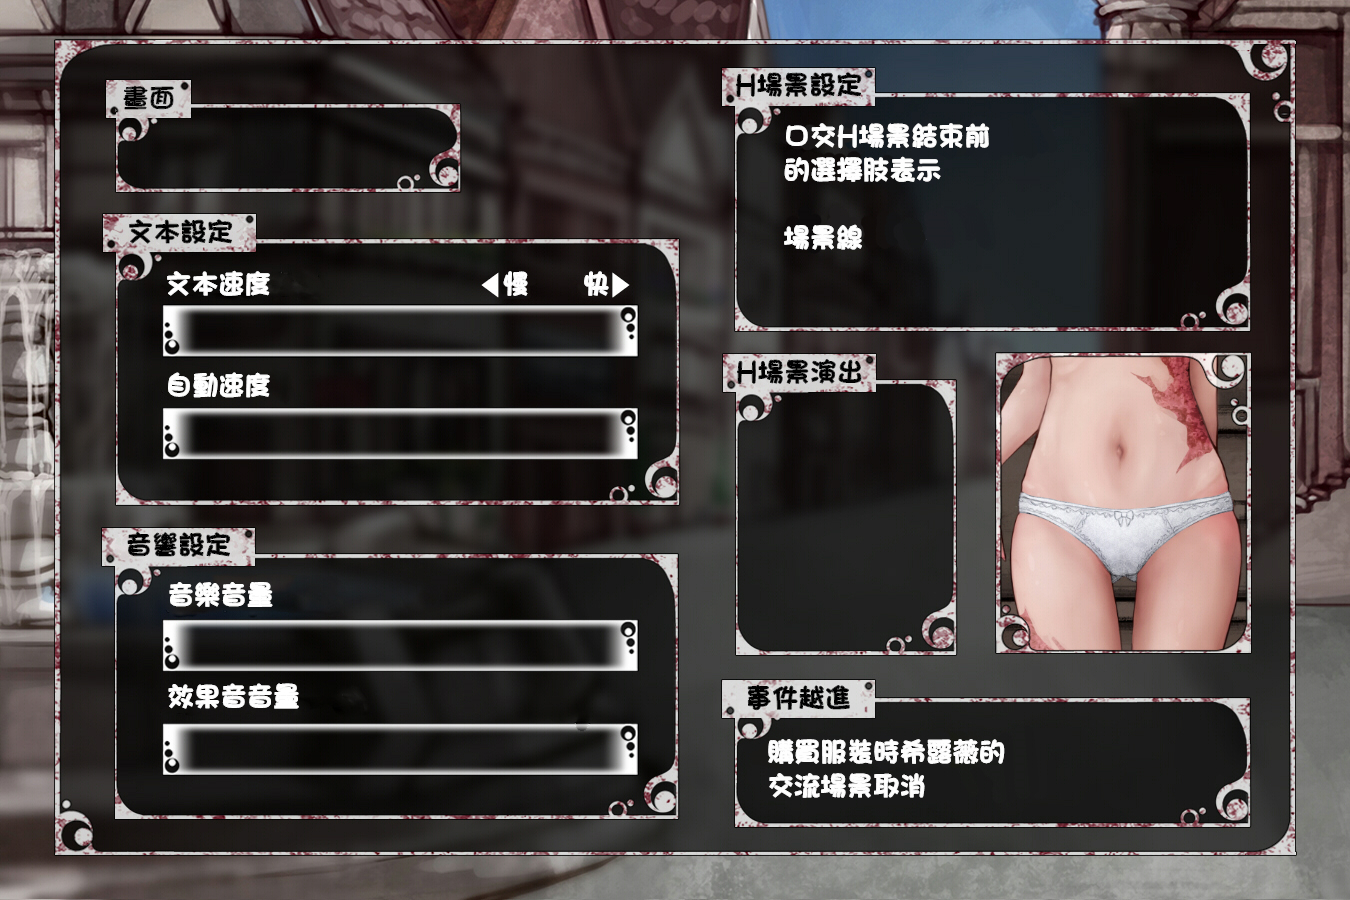 畫面
文本設定
文本速度
◀慢 快▶
自動速度
音響設定
音樂音量
效果音音量
H場景設定
口交H場景結束前
的選擇肢表示
場景線
H場景演出
事件越進
購買服裝時希露薇的
交流場景取消